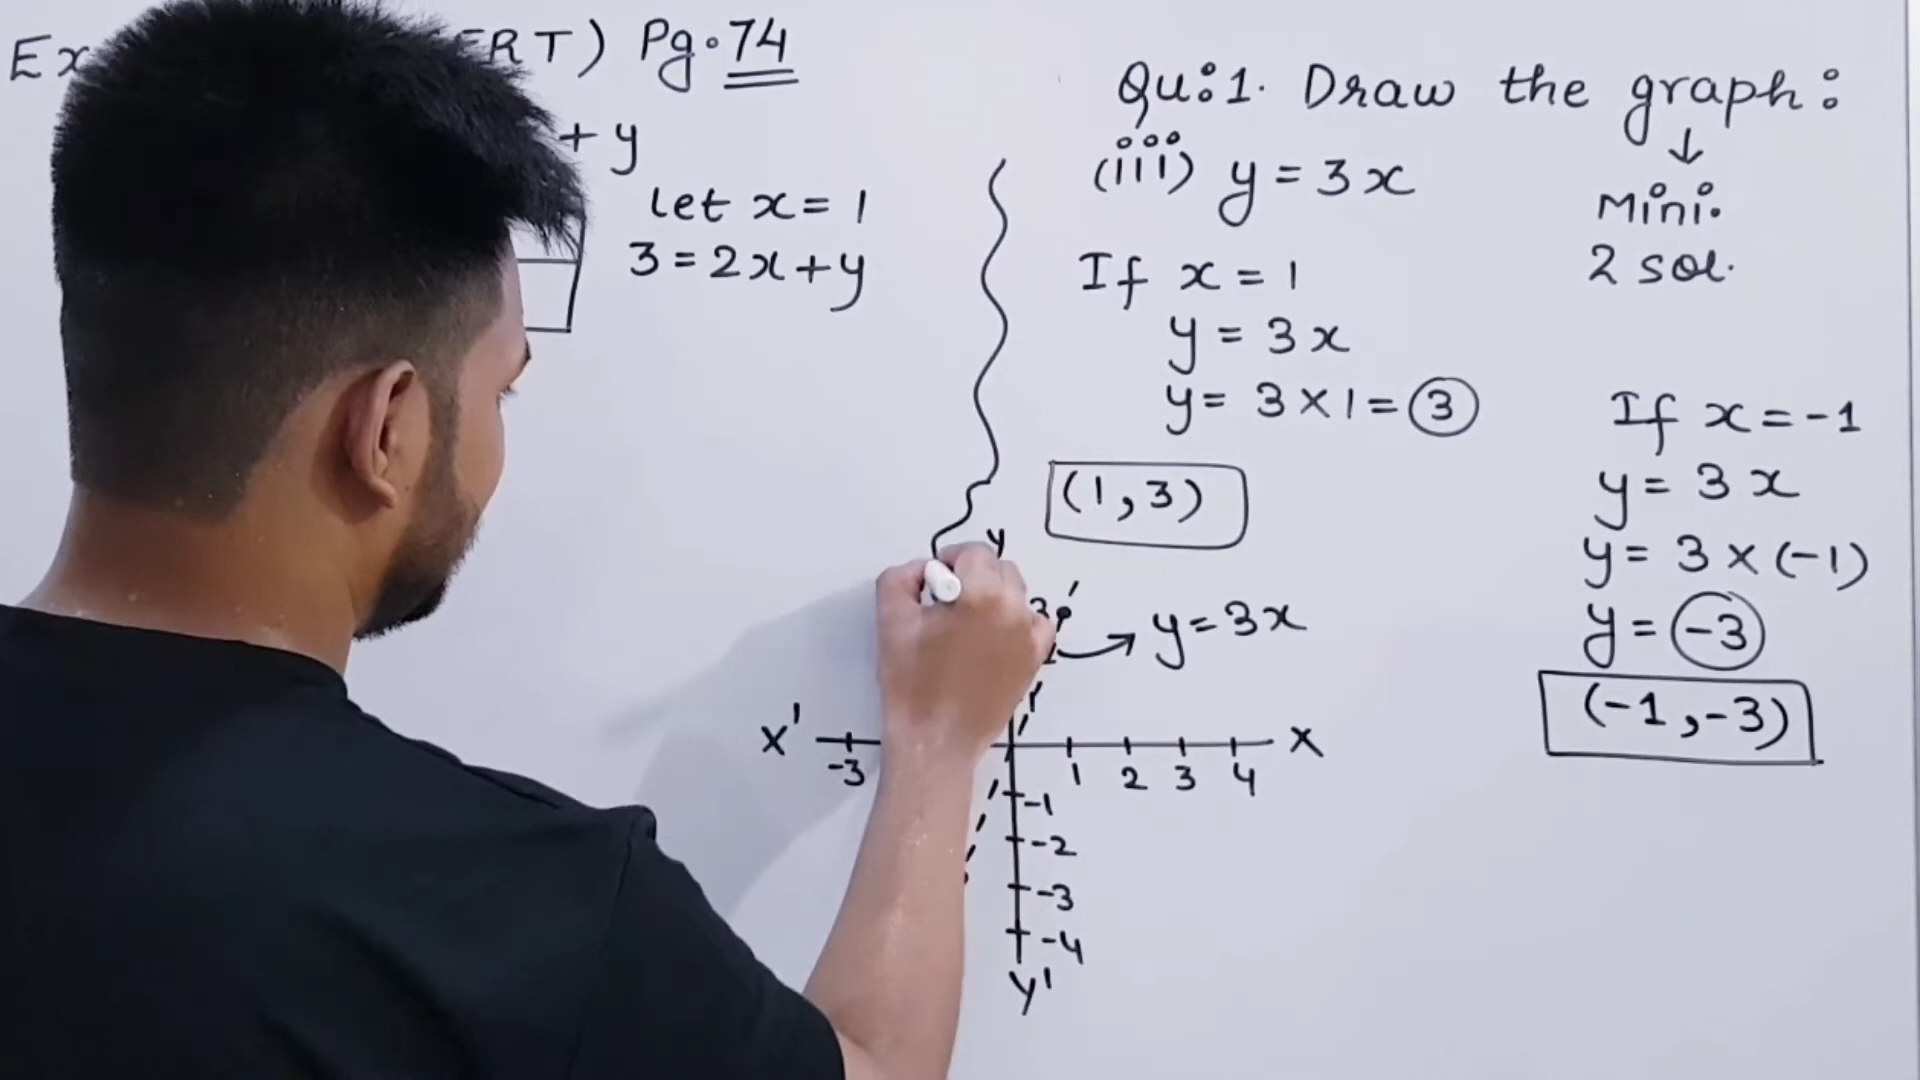 Pg. 74
+ y
Let x = 1
3 = 2x + y
Qu:1. Draw the graph:
(iii) y = 3x
↓
Mini.
2 sol.
If x = 1
y = 3x
y = 3 × 1 = 3
(1, 3)
If x = -1
y = 3x
y = 3 × (-1)
y = -3
(-1, -3)
y
3
y = 3x
X' X
-3 1 2 3 4
-1
-2
-3
-4
Y'